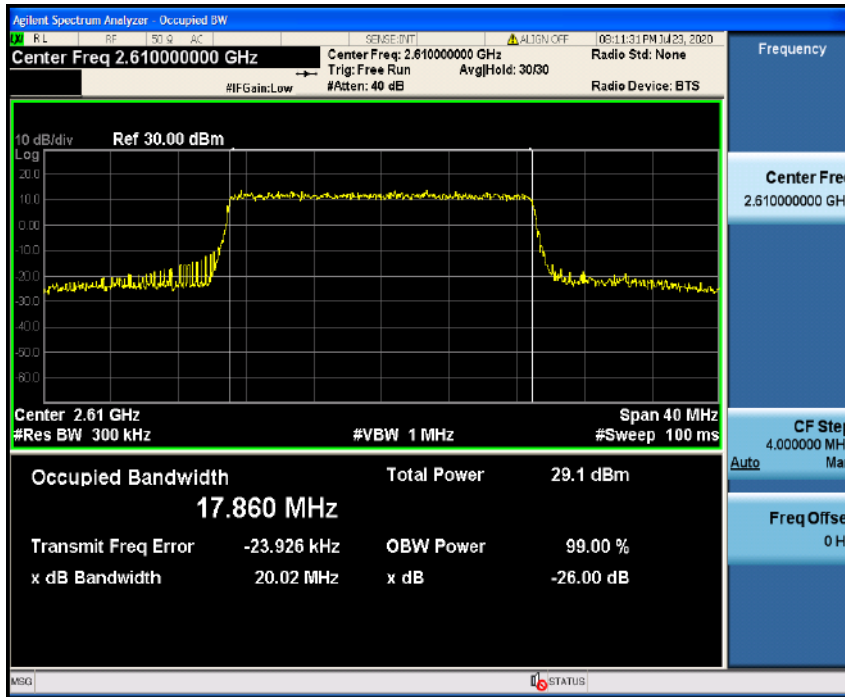 Agilent Spectrum Analyzer - Occupied BW
RL RF 50 Ω AC SENSE:INT ALIGN OFF 08:11:31 PM Jul 23, 2020
Center Freq 2.610000000 GHz
Center Freq: 2.610000000 GHz
Radio Std: None
Trig: Free Run Avg|Hold: 30/30
#IFGain:Low
#Atten: 40 dB
Radio Device: BTS
10 dB/div Ref 30.00 dBm
Log
20.0
10.0
0.00
-10.0
-20.0
-30.0
-40.0
-50.0
-60.0
Center 2.61 GHz
Span 40 MHz
#Res BW 300 kHz
#VBW 1 MHz
#Sweep 100 ms
Occupied Bandwidth
Total Power 29.1 dBm
17.860 MHz
Transmit Freq Error -23.926 kHz
OBW Power 99.00 %
x dB Bandwidth 20.02 MHz
x dB -26.00 dB
MSG
STATUS
Frequency
Center Fre
2.610000000 GH
CF Step
4.000000 MH
Auto Ma
Freq Offse
0 H